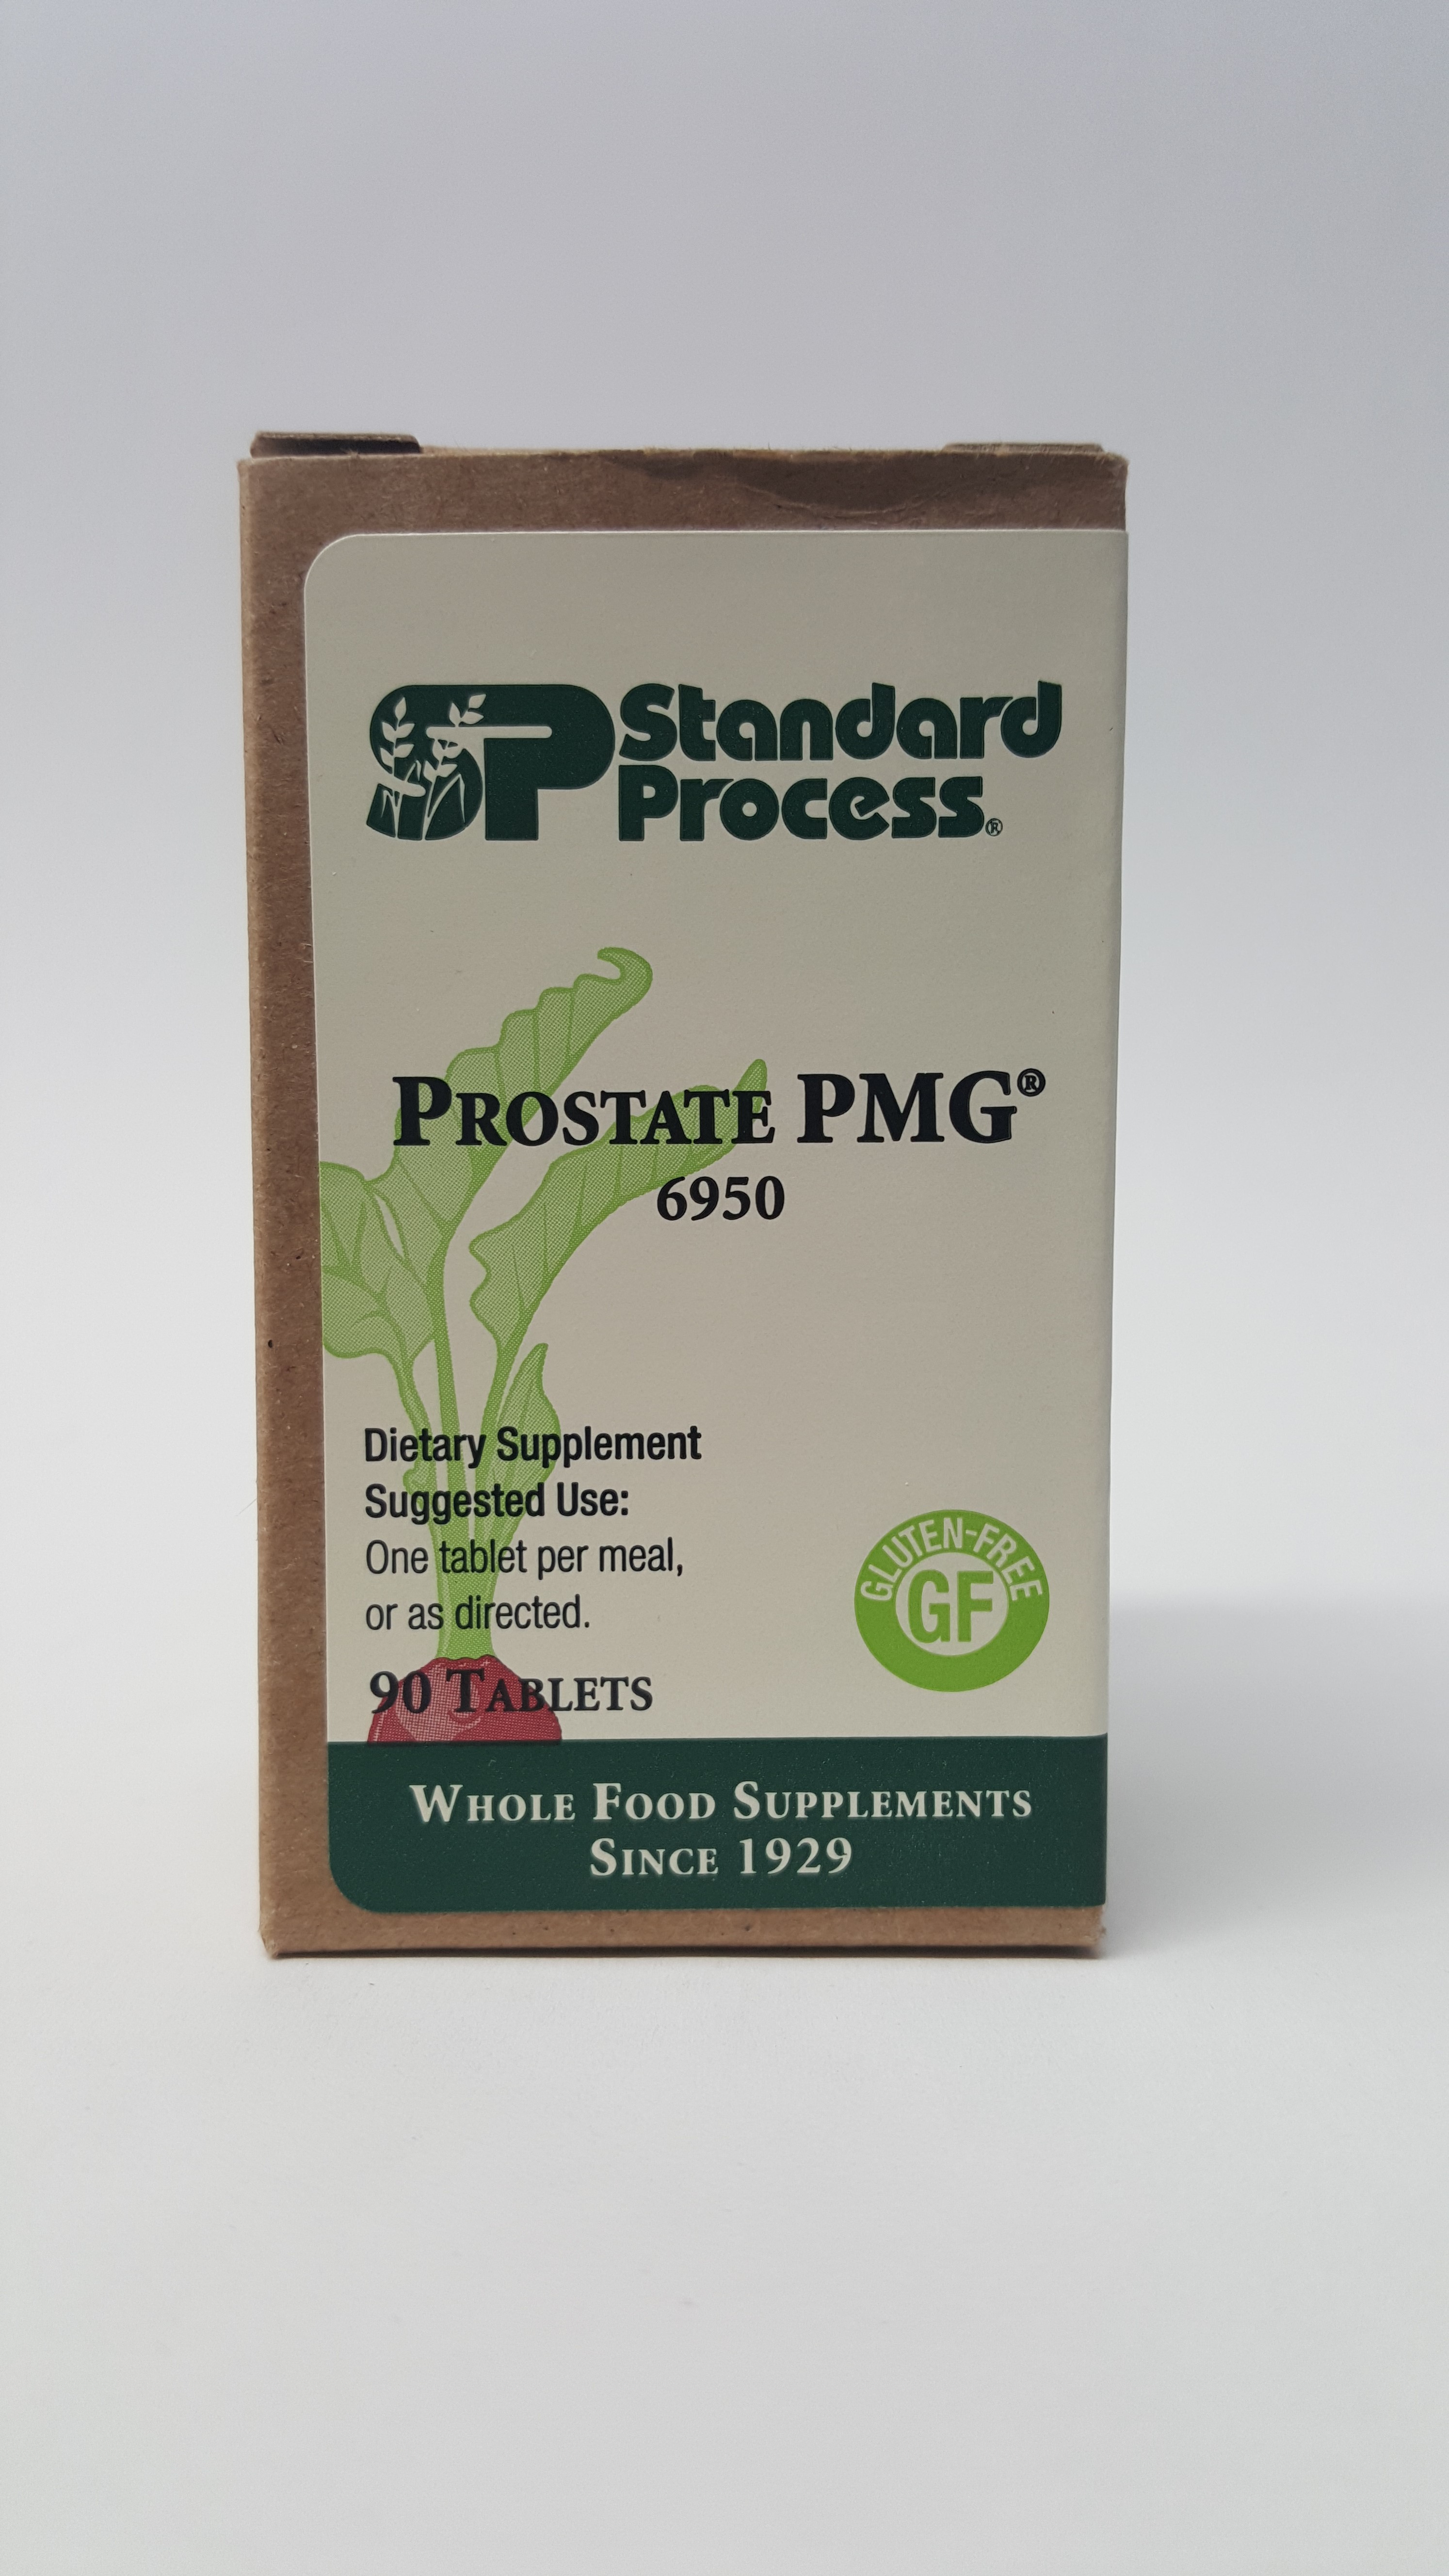 SP Standard
Process®
PROSTATE PMG®
6950
Dietary Supplement
Suggested Use:
One tablet per meal,
or as directed.
90 TABLETS
GLUTEN-FREE
GF
WHOLE FOOD SUPPLEMENTS
SINCE 1929